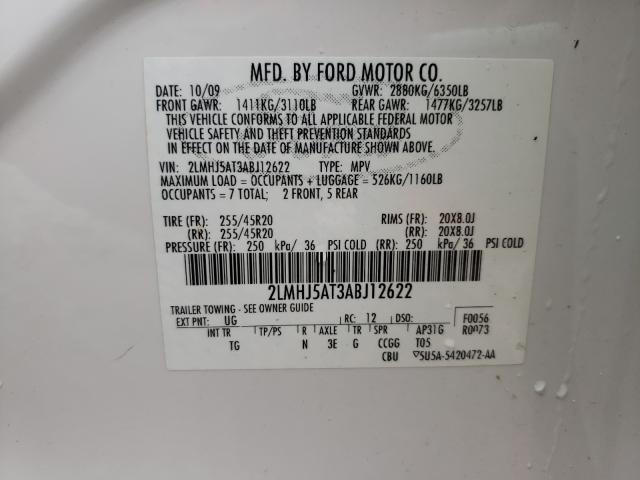 MFD. BY FORD MOTOR CO.
DATE: 10/09 GVWR: 2880KG/6350LB
FRONT GAWR: 1411KG/3110LB REAR GAWR: 1477KG/3257LB
THIS VEHICLE CONFORMS TO ALL APPLICABLE FEDERAL MOTOR
VEHICLE SAFETY AND THEFT PREVENTION STANDARDS
IN EFFECT ON THE DATE OF MANUFACTURE SHOWN ABOVE.
VIN: 2LMHJ5AT3ABJ12622 TYPE: MPV
MAXIMUM LOAD = OCCUPANTS + LUGGAGE = 526KG/1160LB
OCCUPANTS = 7 TOTAL; 2 FRONT, 5 REAR
TIRE (FR): 255/45R20 RIMS (FR): 20X8.0J
(RR): 255/45R20 (RR): 20X8.0J
PRESSURE (FR): 250 kPa/ 36 PSI COLD (RR): 250 kPa/ 36 PSI COLD
2LMHJ5AT3ABJ12622
TRAILER TOWING - SEE OWNER GUIDE
EXT PNT: UG RC: 12 DSO: F0056
INT TR TP/PS R AXLE TR SPR AP31G R0073
TG N 3E G CCGG T05
CBU 5U5A-5420472-AA